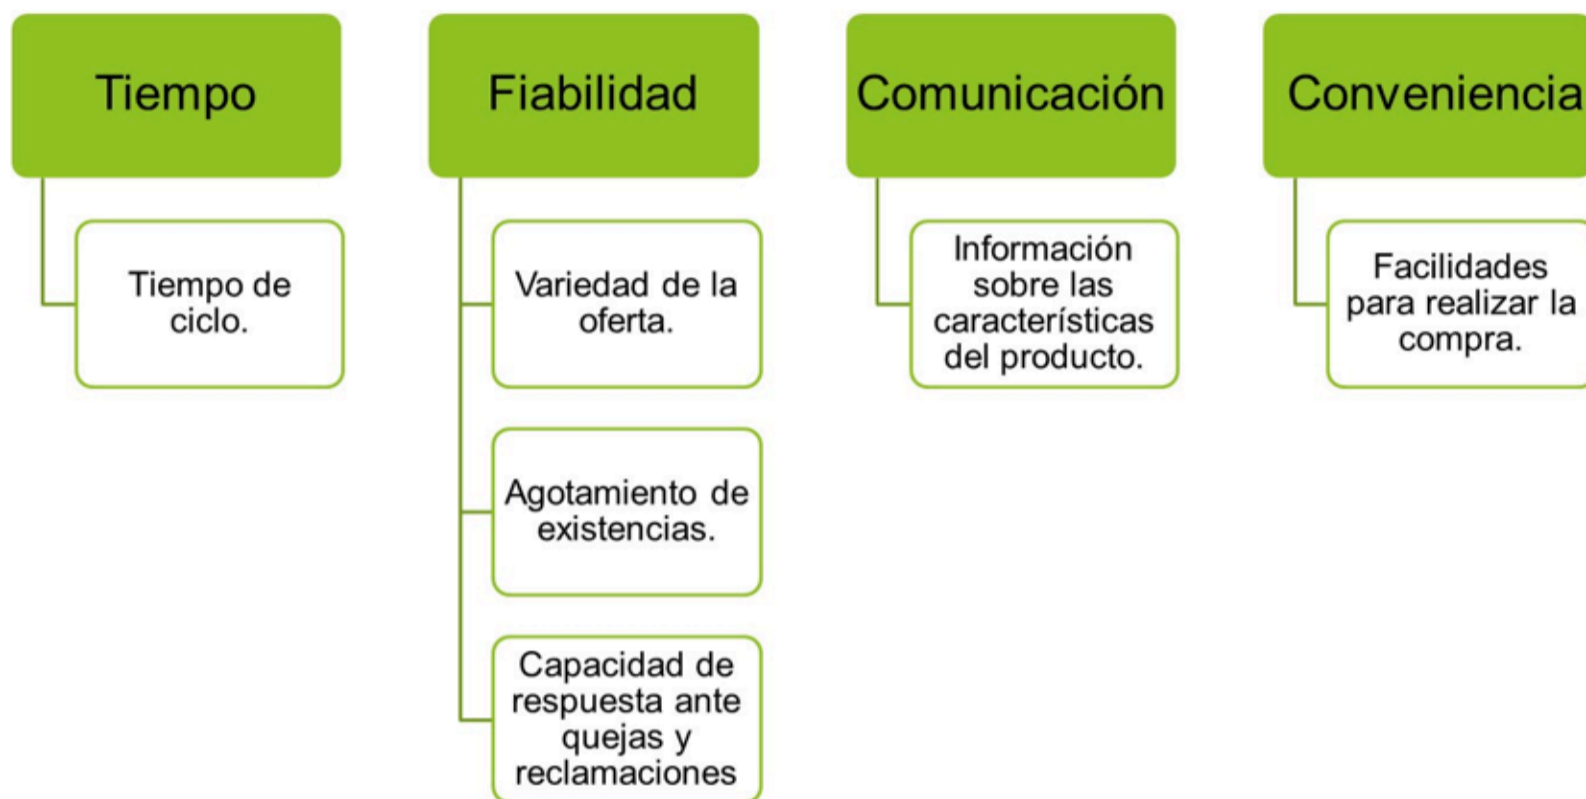 Tiempo
Tiempo de
ciclo.
Fiabilidad
Variedad de la
oferta.
Agotamiento de
existencias.
Capacidad de
respuesta ante
quejas y
reclamaciones
Comunicación
Información
sobre las
características
del producto.
Conveniencia
Facilidades
para realizar la
compra.